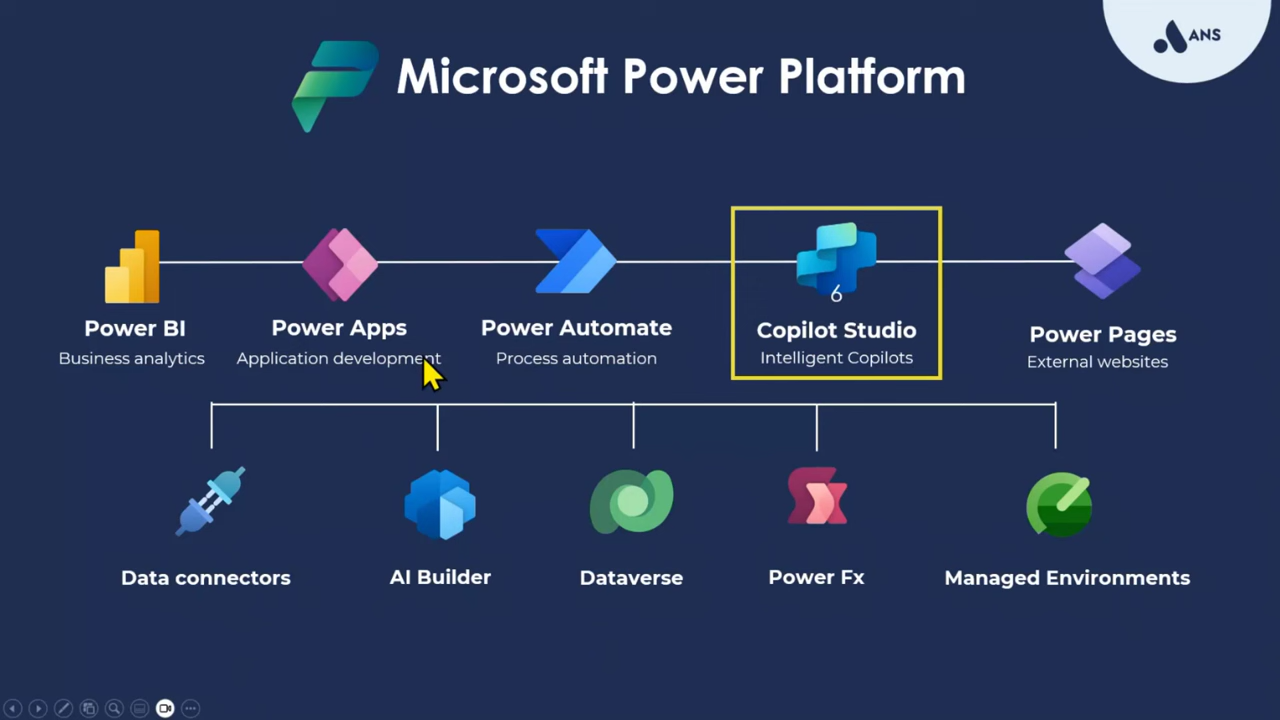 ANS
Microsoft Power Platform
6
Power BI
Business analytics
Power Apps
Application development
Power Automate
Process automation
Copilot Studio
Intelligent Copilots
Power Pages
External websites
Data connectors
AI Builder
Dataverse
Power Fx
Managed Environments